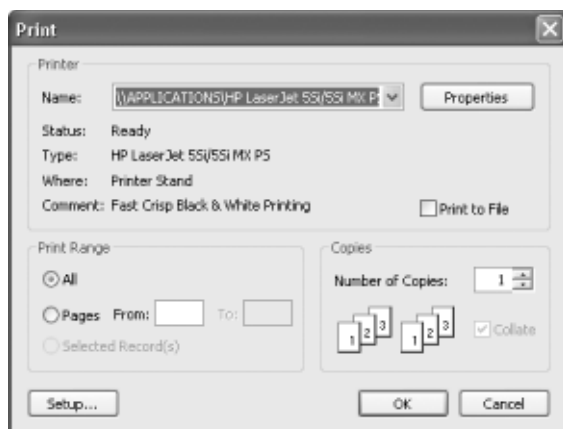 Print
Printer
Name: \\APPLICATIONS\HP LaserJet 5Si/5Si MX P Properties
Status: Ready
Type: HP LaserJet 5Si/5Si MX PS
Where: Printer Stand
Comment: Fast Crisp Black & White Printing Print to File
Print Range Copies
All Number of Copies: 1
Pages From: To:
1 2 3 1 2 3 Collate
Selected Record(s)
Setup... OK Cancel